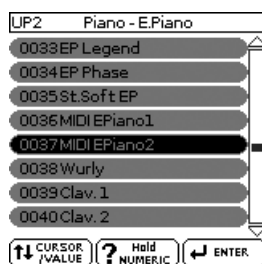 UP2 Piano - E.Piano
0033 EP Legend
0034 EP Phase
0035 St.Soft EP
0036 MIDI EPiano1
0037 MIDI EPiano2
0038 Wurly
0039 Clav. 1
0040 Clav. 2
CURSOR /VALUE ? Hold NUMERIC ENTER